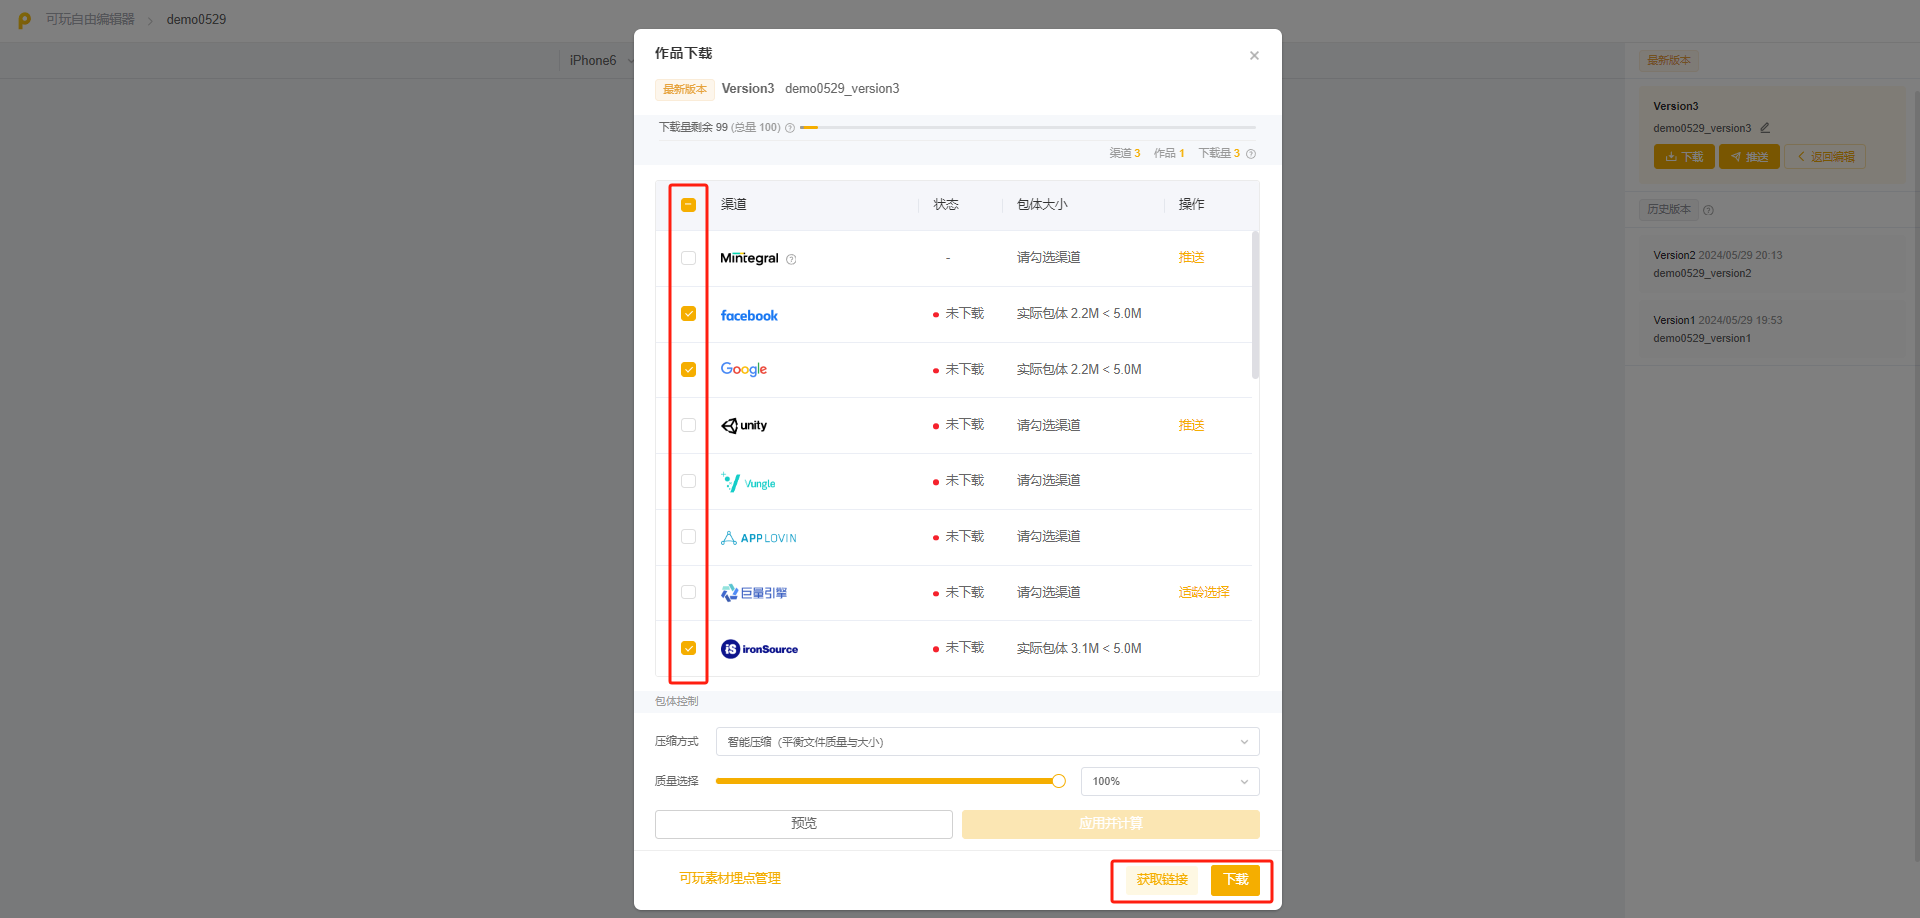 可玩自由编辑器 > demo0529
iPhone6
作品下载
最新版本 Version3 demo0529_version3
下载量剩余 99 (总量 100)
渠道 3 作品 1 下载量 3
渠道 状态 包体大小 操作
Mintegral - 请勾选渠道 推送
facebook 未下载 实际包体 2.2M < 5.0M
Google 未下载 实际包体 2.2M < 5.0M
unity 未下载 请勾选渠道 推送
Vungle 未下载 请勾选渠道
APPLOVIN 未下载 请勾选渠道
巨量引擎 未下载 请勾选渠道 适龄选择
ironSource 未下载 实际包体 3.1M < 5.0M
包体控制
压缩方式 智能压缩（平衡文件质量与大小）
质量选择 100%
预览 应用并计算
可玩素材埋点管理 获取链接 下载
最新版本
Version3
demo0529_version3
下载 推送 返回编辑
历史版本
Version2 2024/05/29 20:13
demo0529_version2
Version1 2024/05/29 19:53
demo0529_version1